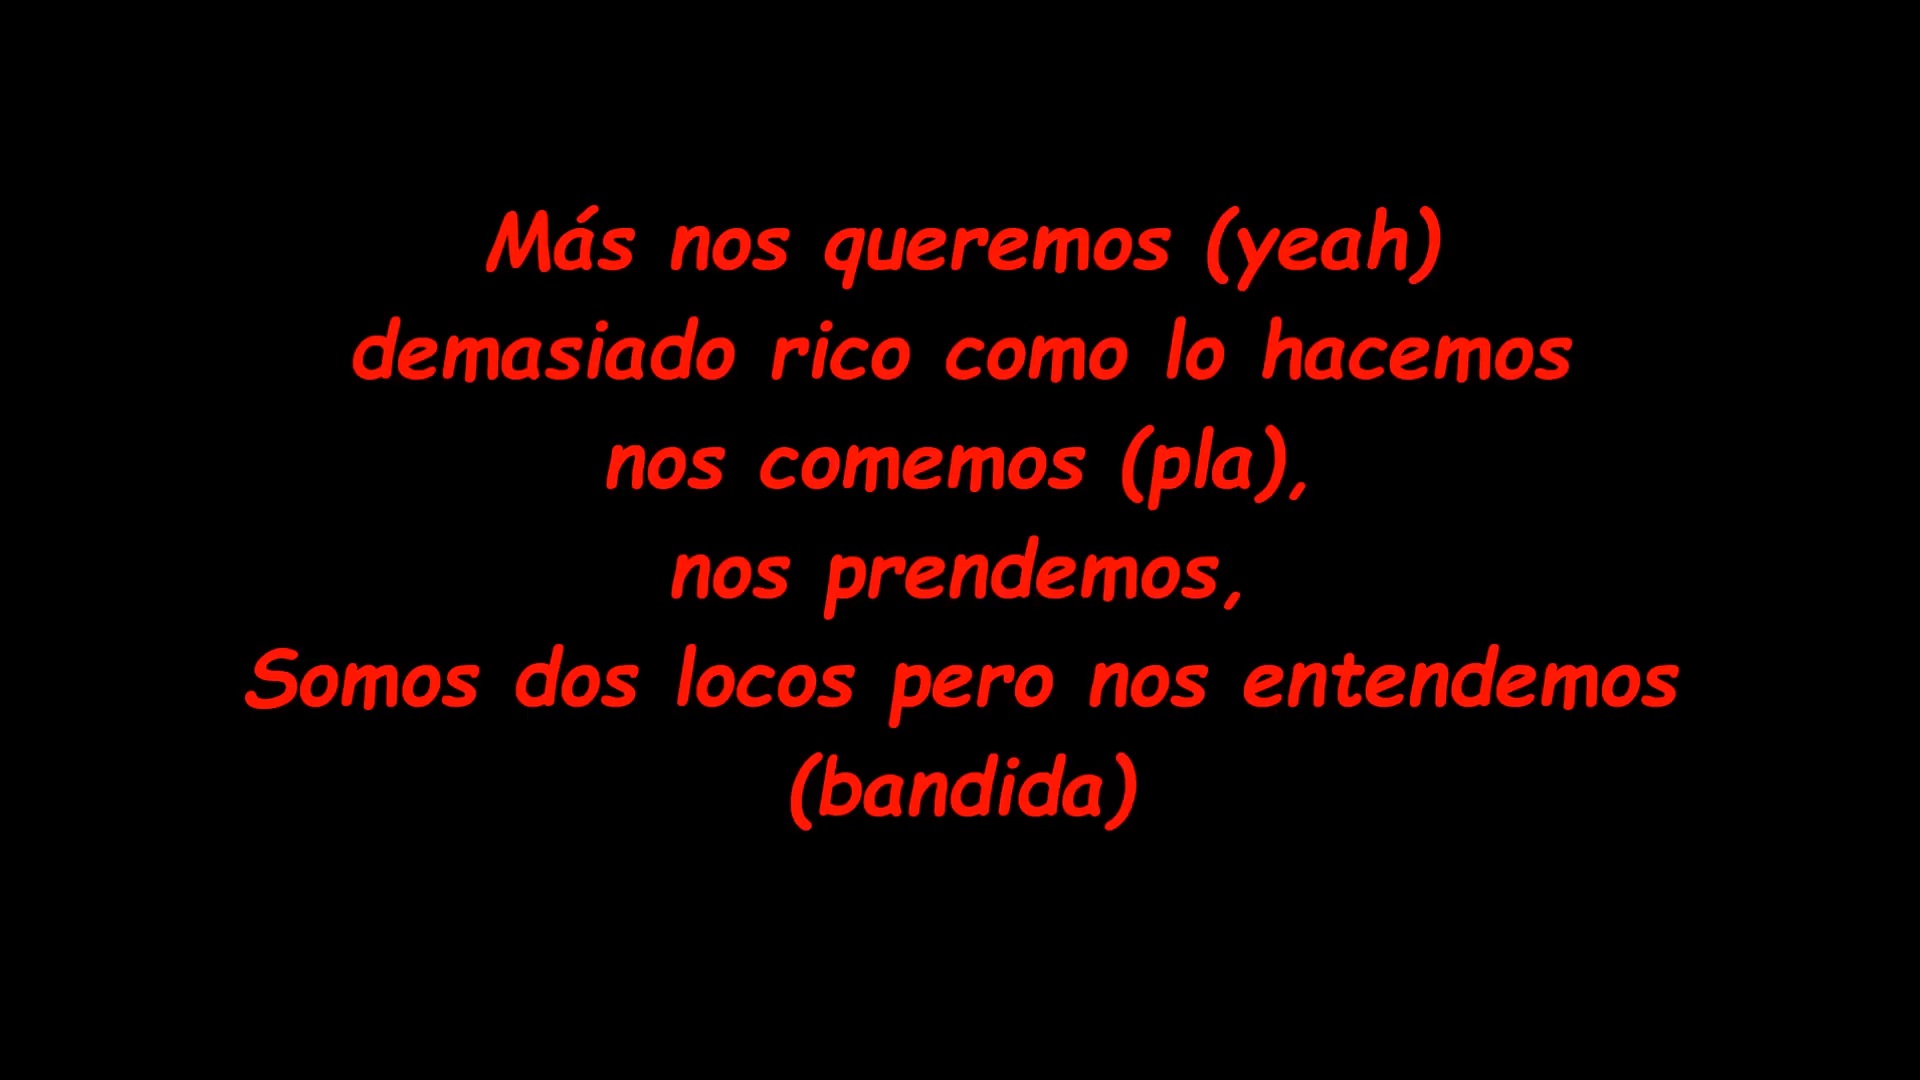 Más nos queremos (yeah)
demasiado rico como lo hacemos
nos comemos (pla),
nos prendemos,
Somos dos locos pero nos entendemos
(bandida)